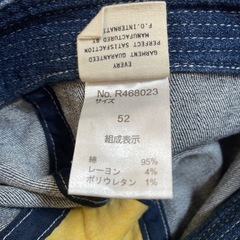 EVERY
GARMENT GUARANTEED
PERFECT SATISFACTION
MANUFACTURED BY
F.O.INTERNATI
No. R468023
サイズ
52
組成表示
綿 95%
レーヨン 4%
ポリウレタン 1%